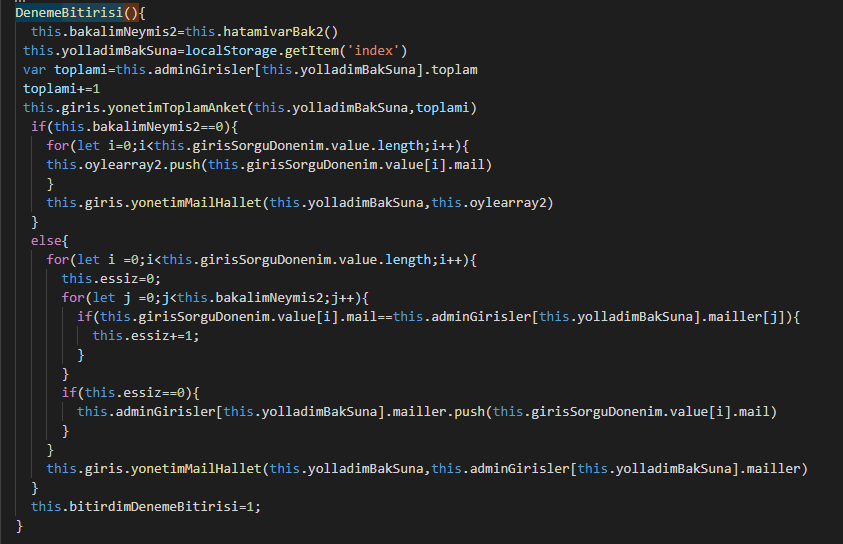 DenemeBitirisi(){
this.bakalimNeymis2=this.hatamivarBak2()
this.yolladimBakSuna=localStorage.getItem('index')
var toplami=this.adminGirisler[this.yolladimBakSuna].toplam
toplami+=1
this.giris.yonetimToplamAnket(this.yolladimBakSuna,toplami)
if(this.bakalimNeymis2==0){
for(let i=0;i<this.girisSorguDonenim.value.length;i++){
this.oylearray2.push(this.girisSorguDonenim.value[i].mail)
}
this.giris.yonetimMailHallet(this.yolladimBakSuna,this.oylearray2)
}
else{
for(let i =0;i<this.girisSorguDonenim.value.length;i++){
this.essiz=0;
for(let j =0;j<this.bakalimNeymis2;j++){
if(this.girisSorguDonenim.value[i].mail==this.adminGirisler[this.yolladimBakSuna].mailler[j]){
this.essiz+=1;
}
}
if(this.essiz==0){
this.adminGirisler[this.yolladimBakSuna].mailler.push(this.girisSorguDonenim.value[i].mail)
}
}
this.giris.yonetimMailHallet(this.yolladimBakSuna,this.adminGirisler[this.yolladimBakSuna].mailler)
}
this.bitirdimDenemeBitirisi=1;
}